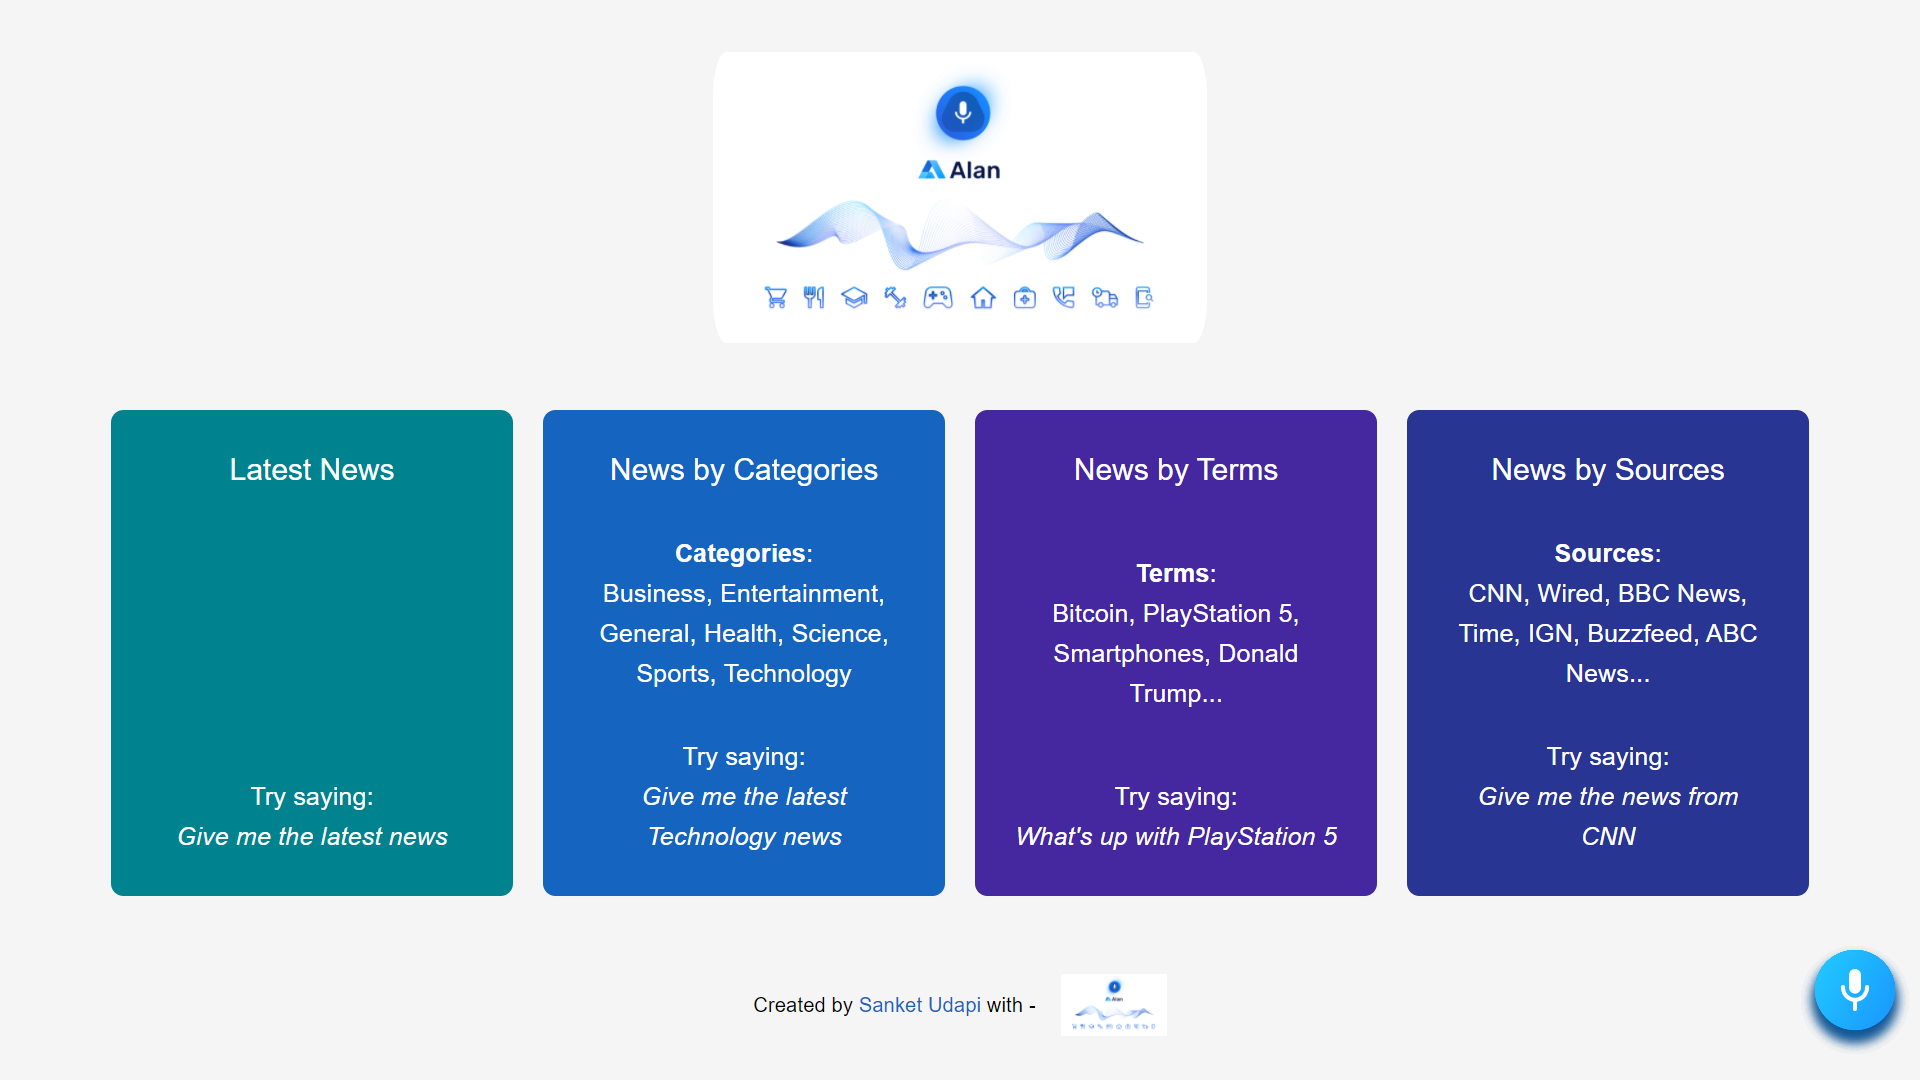 Alan
Latest News
Try saying:
Give me the latest news
News by Categories
Categories:
Business, Entertainment,
General, Health, Science,
Sports, Technology
Try saying:
Give me the latest
Technology news
News by Terms
Terms:
Bitcoin, PlayStation 5,
Smartphones, Donald
Trump...
Try saying:
What's up with PlayStation 5
News by Sources
Sources:
CNN, Wired, BBC News,
Time, IGN, Buzzfeed, ABC
News...
Try saying:
Give me the news from
CNN
Created by Sanket Udapi with -
Alan